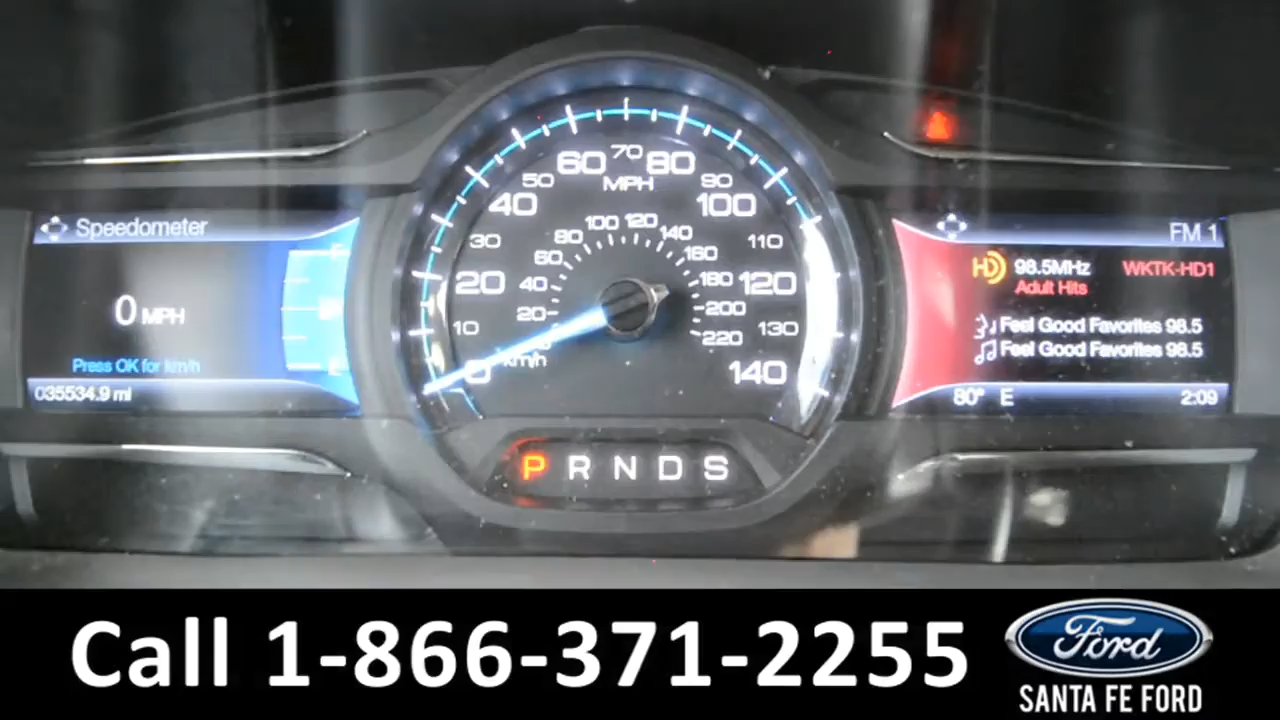 Speedometer
0 MPH
Press OK for km/h
035534.9 mi
0 10 20 30 40 50 60 70 80 90 100 110 120 130 140
MPH
20 40 60 80 100 120 140 160 180 200 220
km/h
P R N D S
FM 1
HD 98.5MHz WKTK-HD1
Adult Hits
Feel Good Favorites 98.5
Feel Good Favorites 98.5
80° E 2:09
Call 1-866-371-2255
Ford
SANTA FE FORD